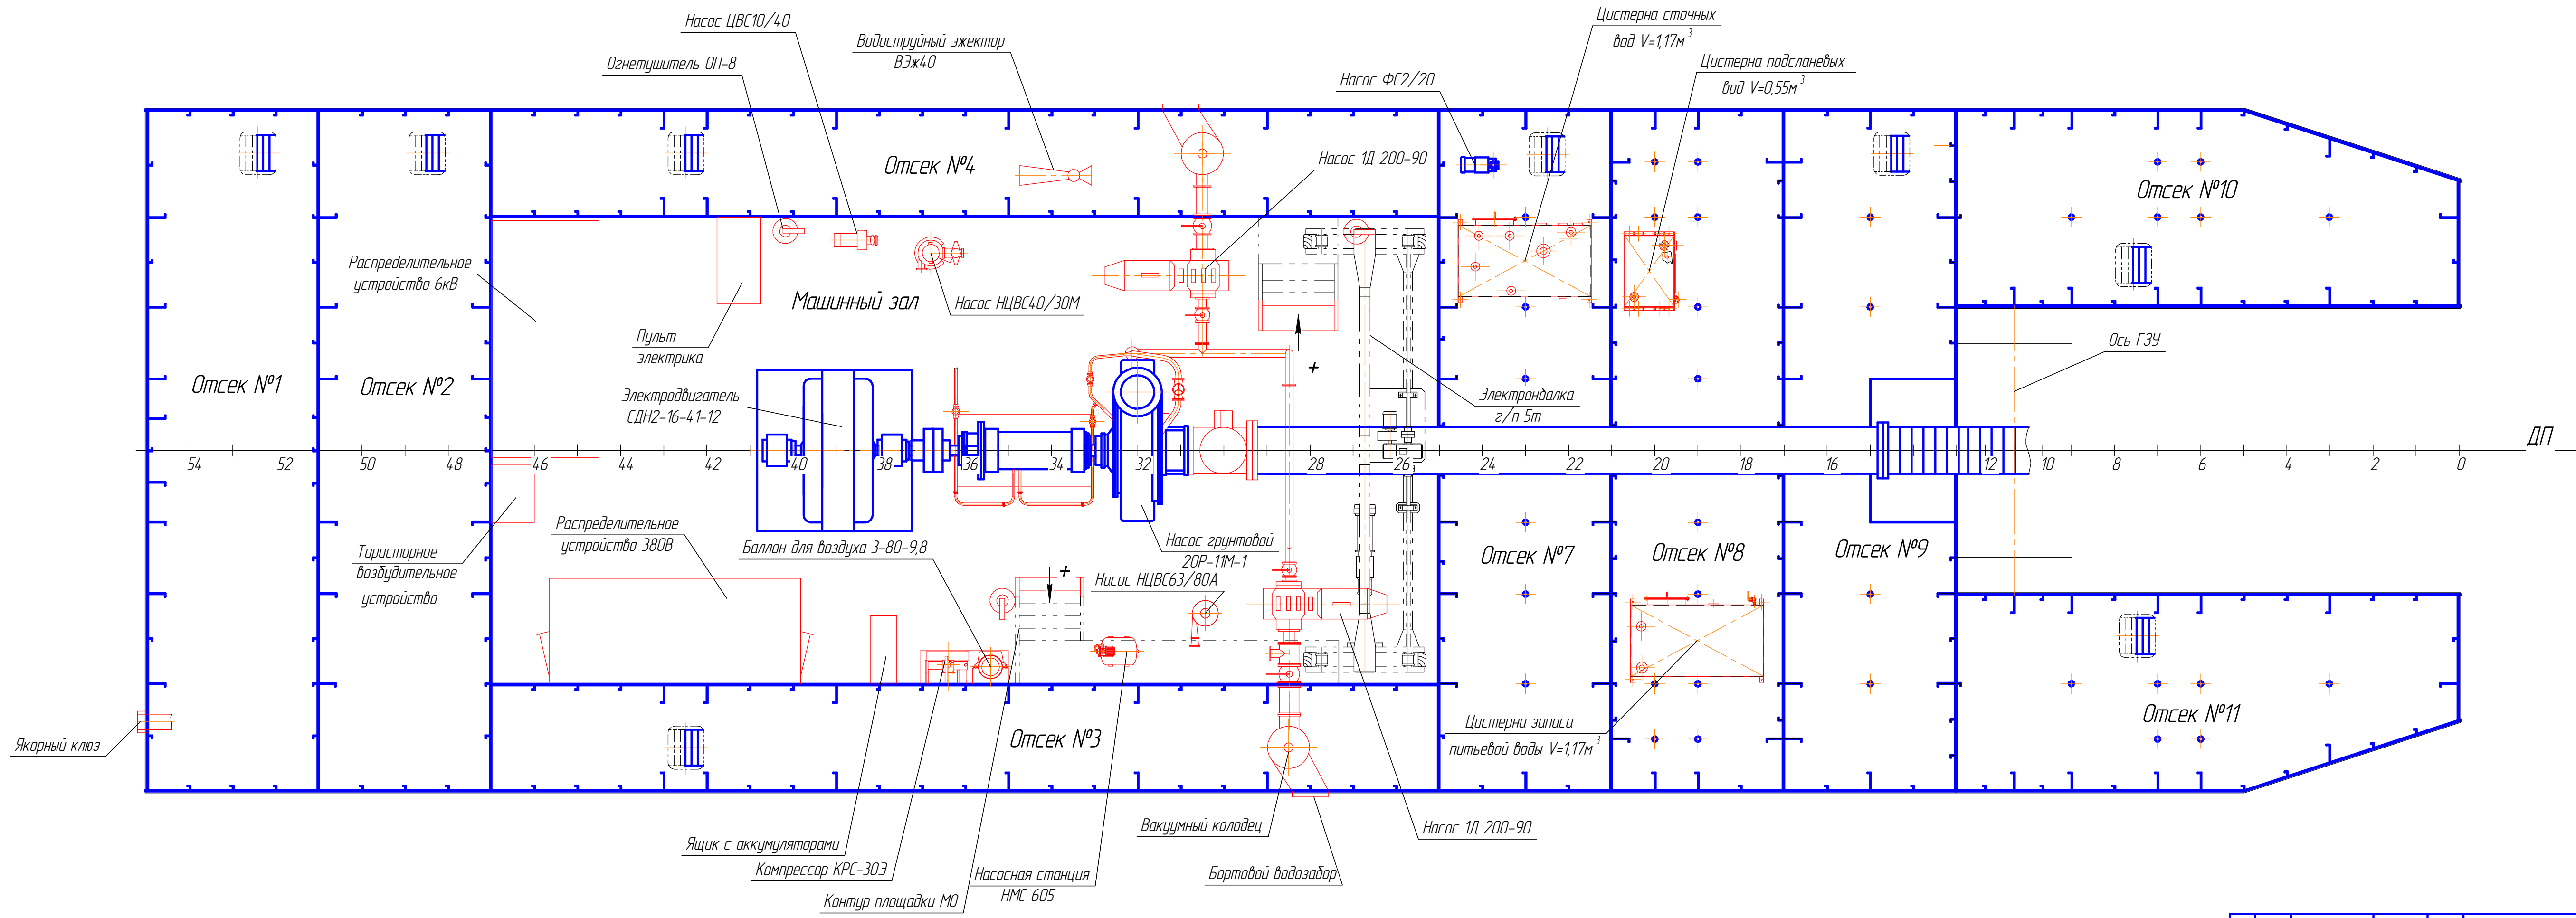 Насос ЦВС10/40
Водоструйный эжектор
ВЭж40
Огнетушитель ОП-8
Цистерна сточных
вод V=1,17м³
Насос ФС2/20
Цистерна подсланевых
вод V=0,55м³
Отсек №4
Насос 1Д 200-90
Отсек №10
Распределительное
устройство 6кВ
Машинный зал
Насос НЦВС40/30М
Пульт
электрика
Ось ГЗУ
+
Отсек №1
Отсек №2
Электродвигатель
СДН2-16-41-12
Электронбалка
г/п 5т
ДП
54 52 50 48 46 44 42 40 38 36 34 32 28 26 24 22 20 18 16 12 10 8 6 4 2 0
Распределительное
устройство 380В
Тиристорное
возбудительное
устройство
Баллон для воздуха 3-80-9,8
Насос грунтовой
20Р-11М-1
+
Насос НЦВС63/80А
Отсек №7
Отсек №8
Отсек №9
Якорный клюз
Отсек №3
Цистерна запаса
питьевой воды V=1,17м³
Отсек №11
Вакуумный колодец
Насос 1Д 200-90
Ящик с аккумуляторами
Компрессор КРС-30Э
Насосная станция
НМС 605
Бортовой водозабор
Контур площадки МО